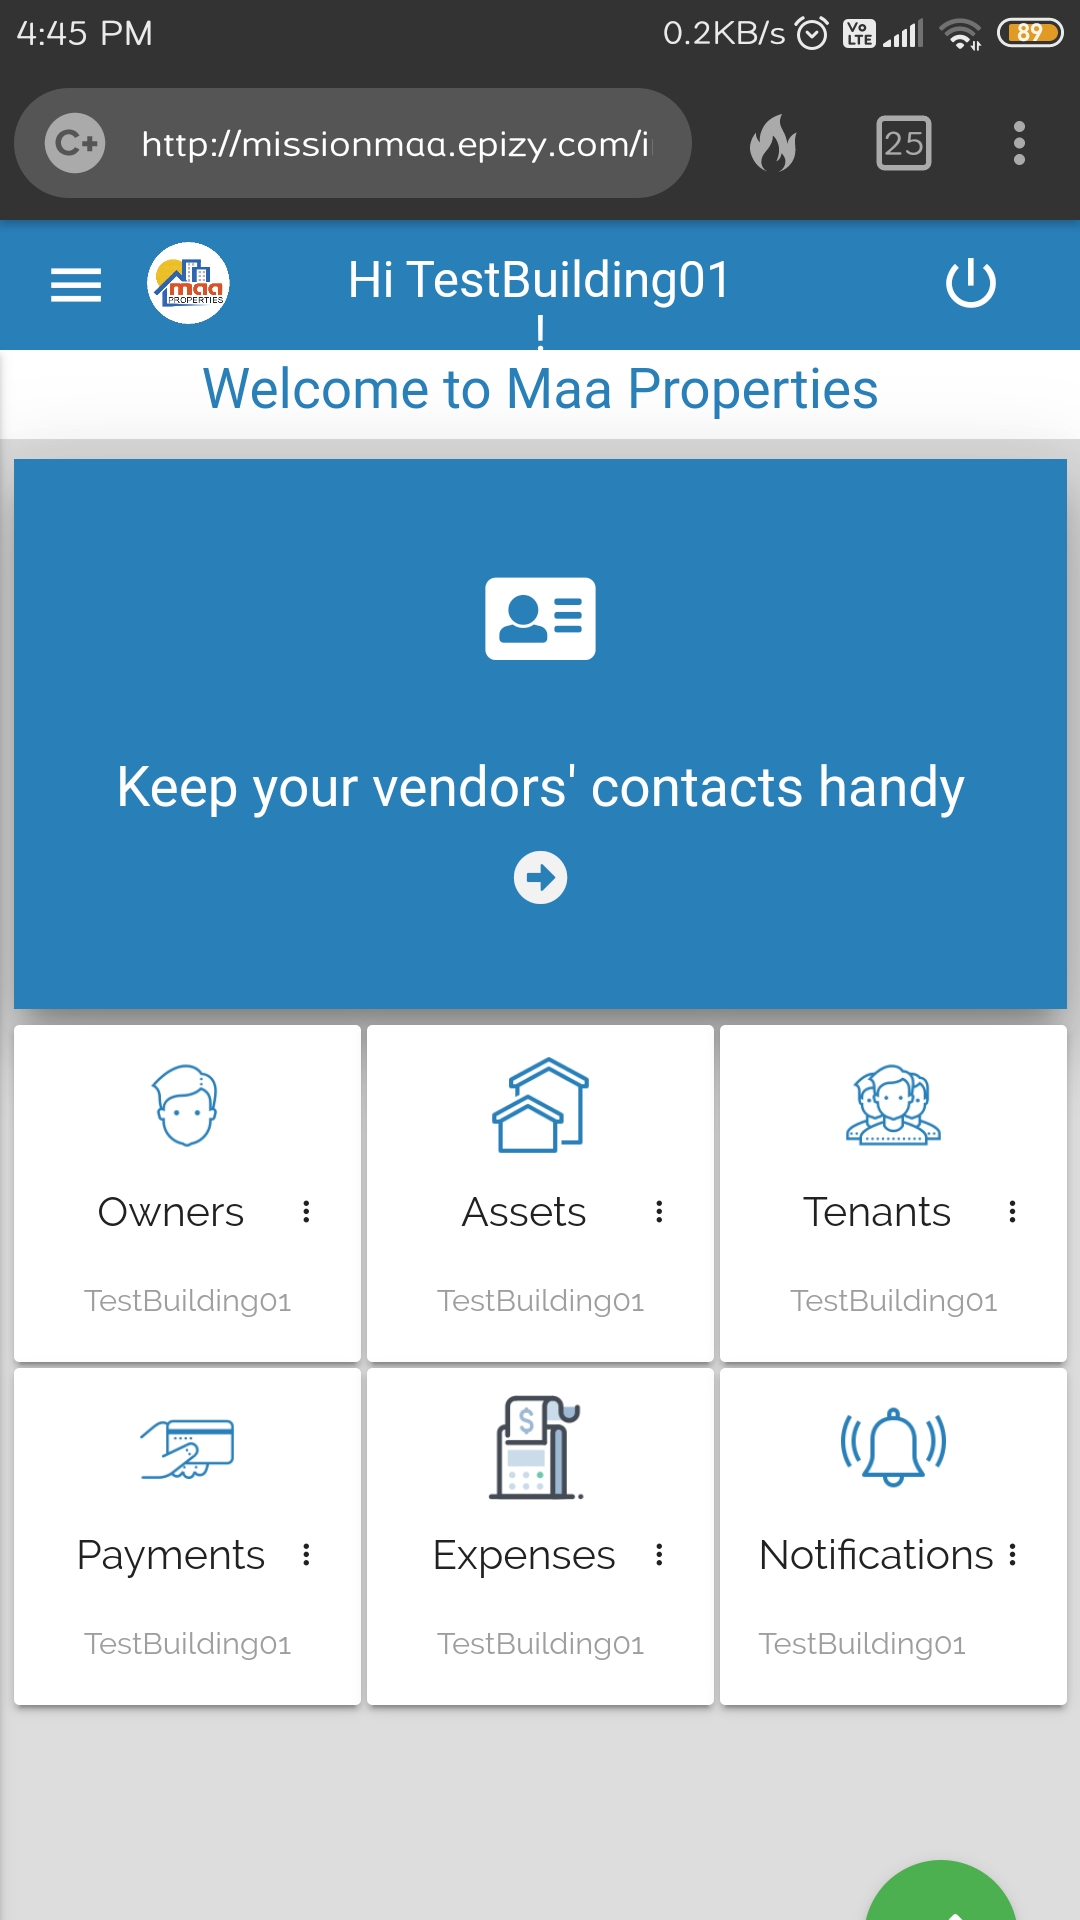 4:45 PM 0.2KB/s Vo LTE 89
C+ http://missionmaa.epizy.com/i 25
maa PROPERTIES Hi TestBuilding01
!
Welcome to Maa Properties
Keep your vendors' contacts handy
Owners Assets Tenants
TestBuilding01 TestBuilding01 TestBuilding01
$
Payments Expenses Notifications
TestBuilding01 TestBuilding01 TestBuilding01